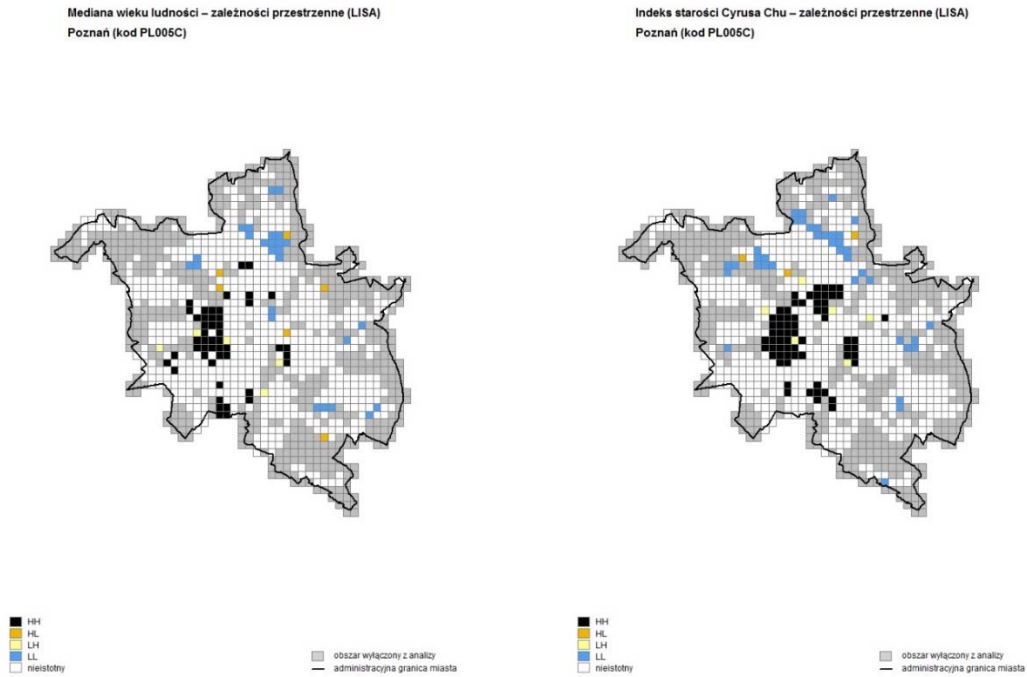 Mediana wieku ludności – zależności przestrzenne (LISA)
Poznań (kod PL005C)
HH
HL
LH
LL
nieistotny
obszar wyłączony z analizy
administracyjna granica miasta
Indeks starości Cyrusa Chu – zależności przestrzenne (LISA)
Poznań (kod PL005C)
HH
HL
LH
LL
nieistotny
obszar wyłączony z analizy
administracyjna granica miasta